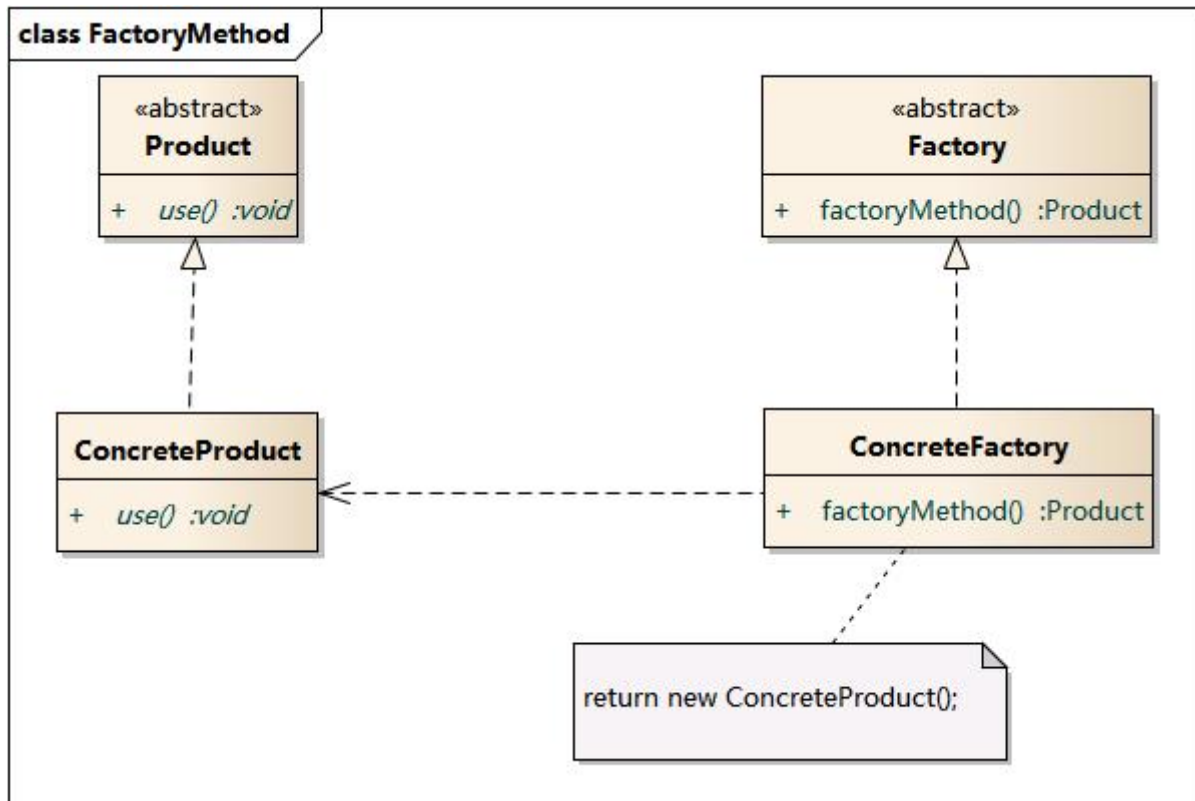 class FactoryMethod
«abstract»
Product
+ use() :void
«abstract»
Factory
+ factoryMethod() :Product
ConcreteProduct
+ use() :void
ConcreteFactory
+ factoryMethod() :Product
return new ConcreteProduct();